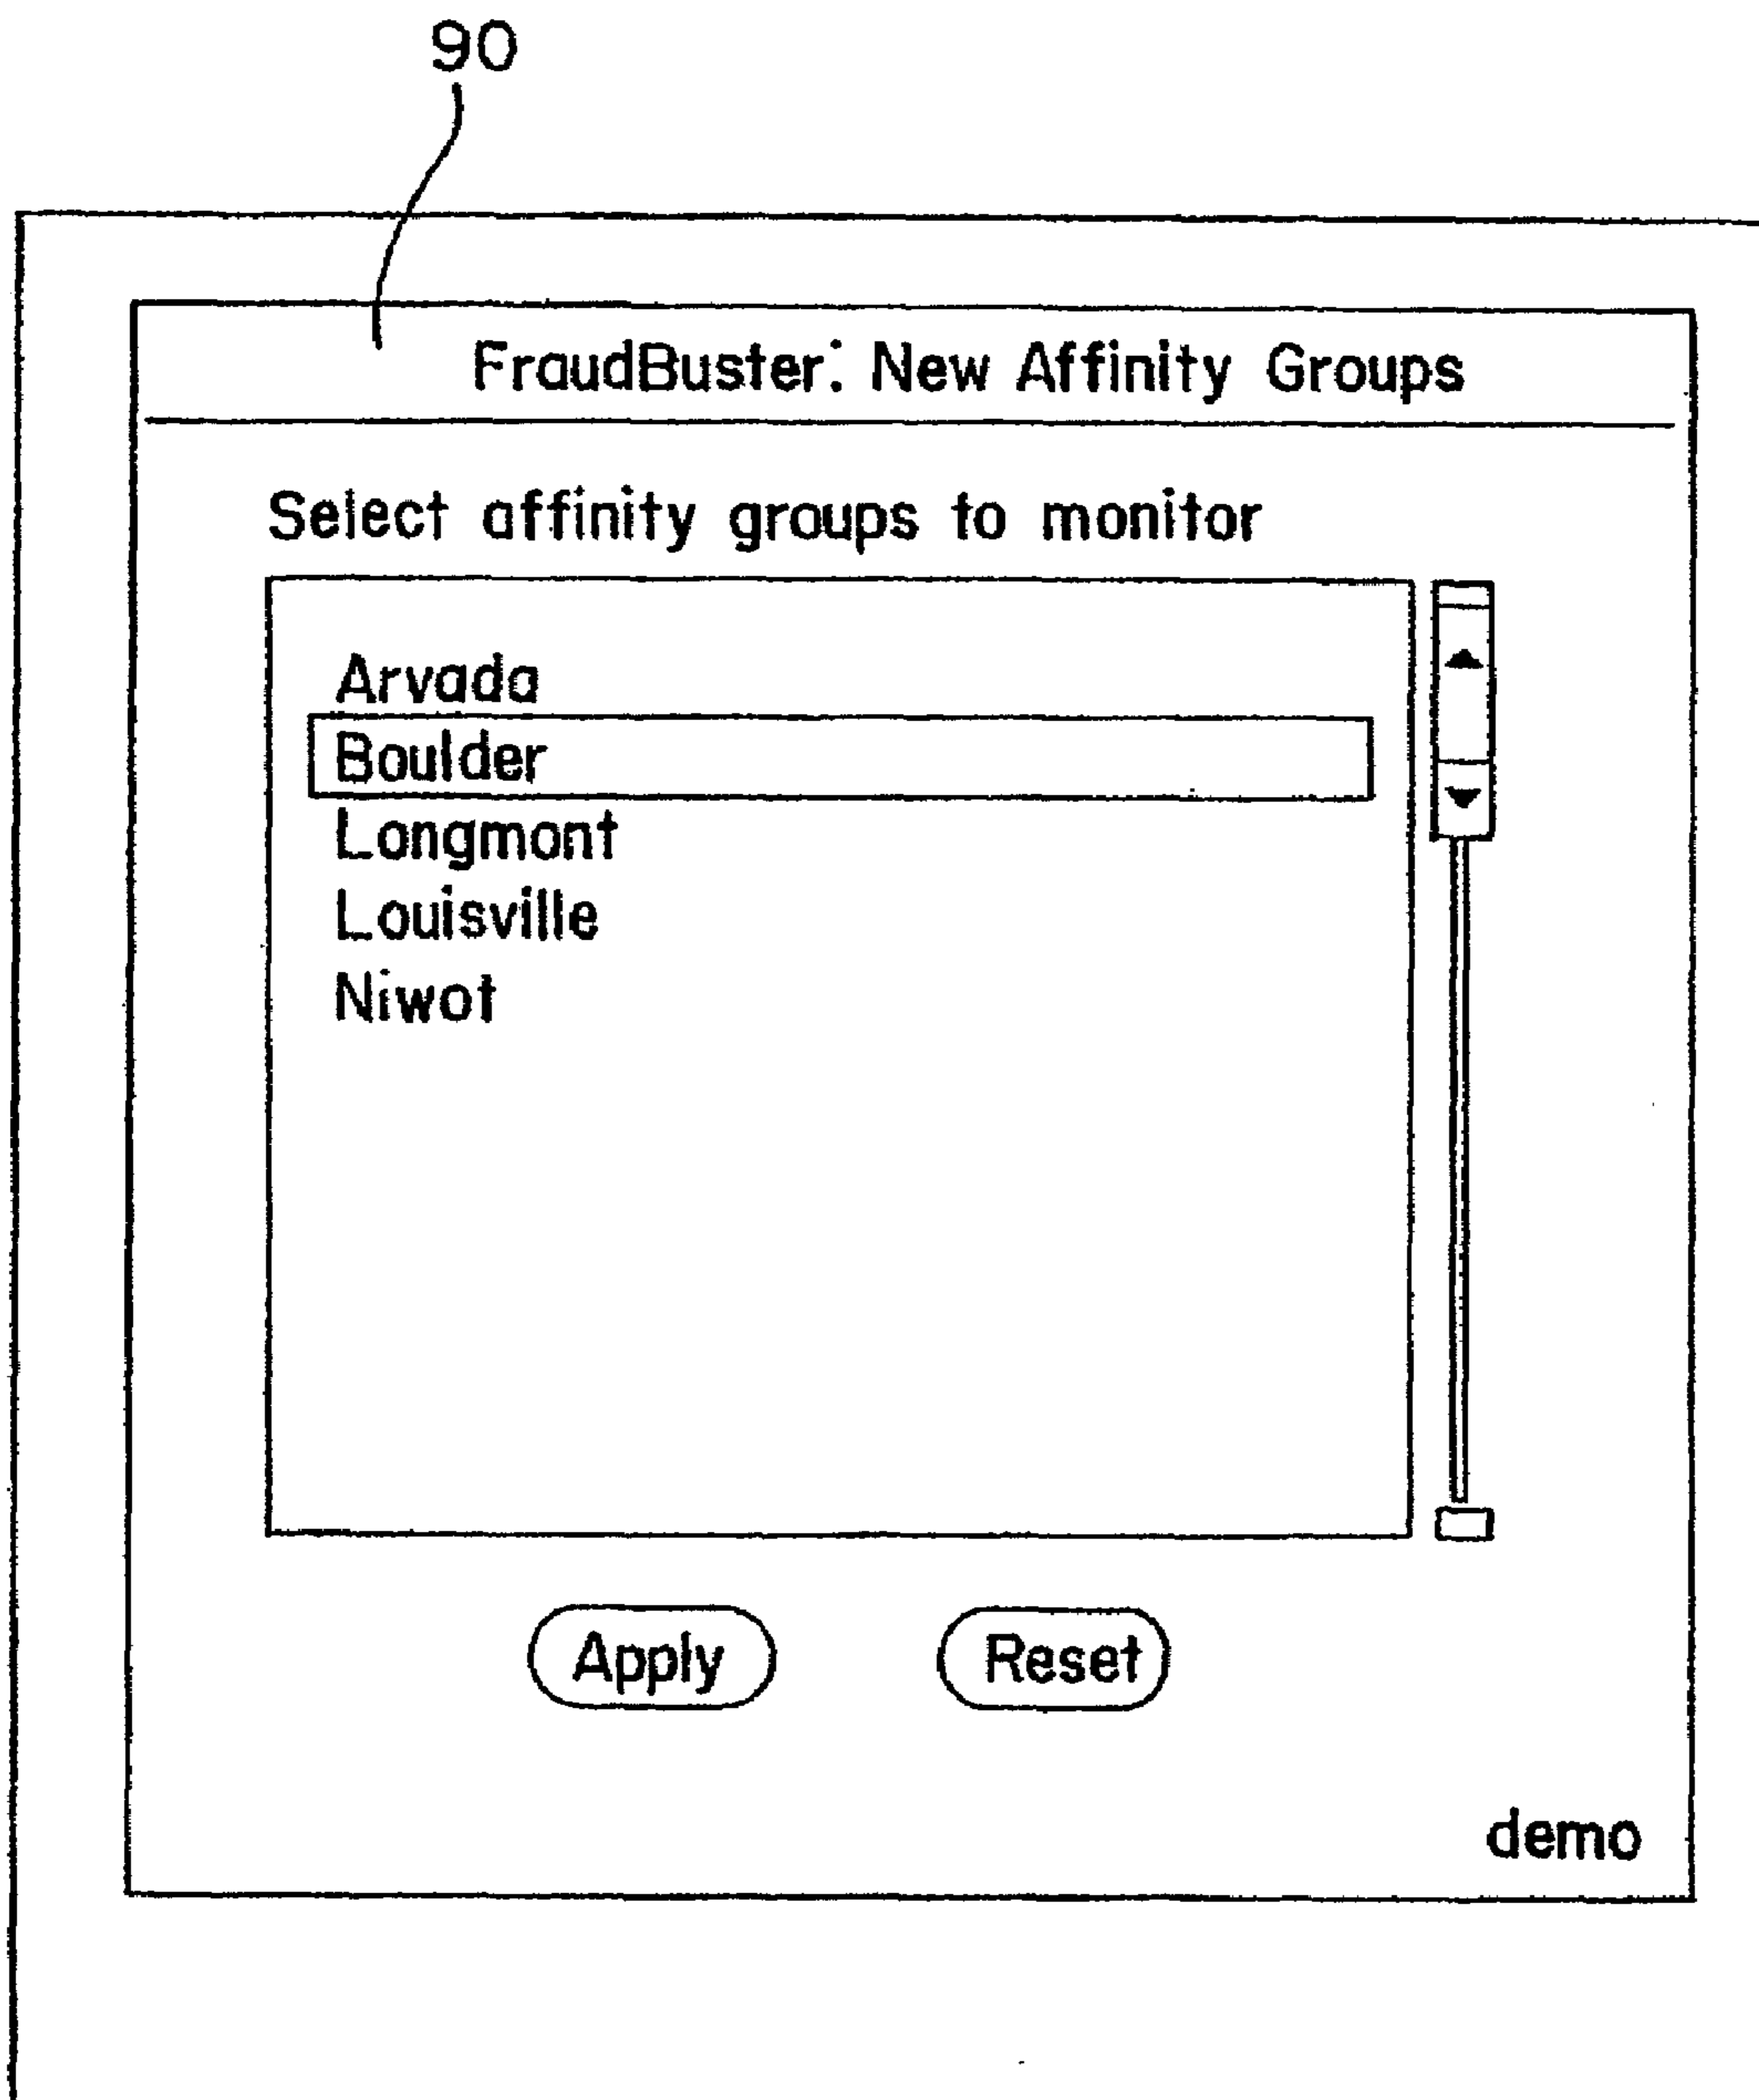 90
FraudBuster: New Affinity Groups
Select affinity groups to monitor
Arvada
Boulder
Longmont
Louisville
Niwot
Apply
Reset
demo